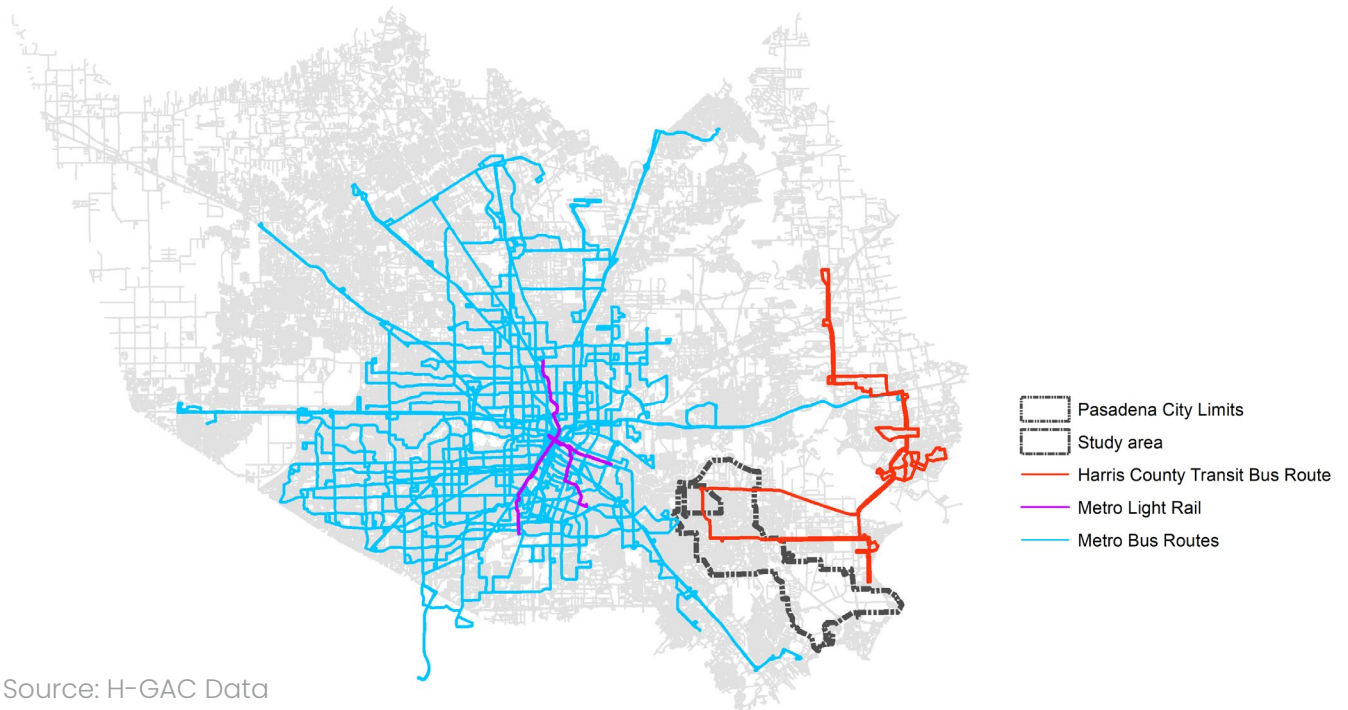 Pasadena City Limits
Study area
Harris County Transit Bus Route
Metro Light Rail
Metro Bus Routes
Source: H-GAC Data